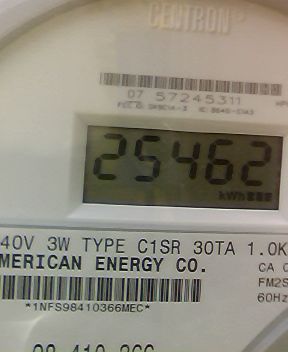 CENTRON®
07 57245311
25462
kWh
40V 3W TYPE C1SR 30TA 1.0K
MERICAN ENERGY CO.
CA 0
FM2S
60Hz
*1NFS98410366MEC*